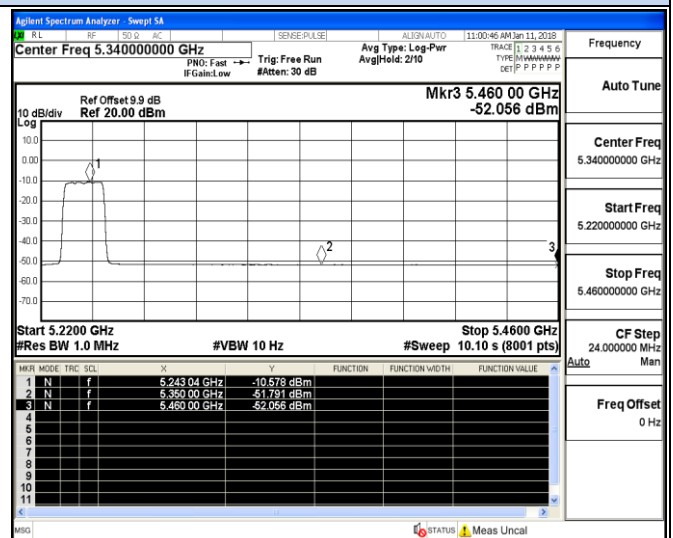 Agilent Spectrum Analyzer - Swept SA
RL RF 50 Ω AC SENSE:PULSE ALIGN AUTO 11:00:46 AM Jan 11, 2018
Center Freq 5.340000000 GHz
PNO: Fast
IFGain:Low
Trig: Free Run
#Atten: 30 dB
Avg Type: Log-Pwr
Avg|Hold: 2/10
TRACE 1 2 3 4 5 6
TYPE MWWWWW
DET P P P P P P
Frequency
Auto Tune
Mkr3 5.460 00 GHz
-52.056 dBm
Ref Offset 9.9 dB
10 dB/div Ref 20.00 dBm
Log
10.0
0.00
-10.0
-20.0
-30.0
-40.0
-50.0
-60.0
-70.0
1
2
3
Center Freq
5.340000000 GHz
Start Freq
5.220000000 GHz
Stop Freq
5.460000000 GHz
Start 5.2200 GHz Stop 5.4600 GHz
#Res BW 1.0 MHz #VBW 10 Hz #Sweep 10.10 s (8001 pts)
CF Step
24.000000 MHz
Auto Man
Freq Offset
0 Hz
MKR MODE TRC SCL X Y FUNCTION FUNCTION WIDTH FUNCTION VALUE
1 N f 5.243 04 GHz -10.578 dBm
2 N f 5.350 00 GHz -51.791 dBm
3 N f 5.460 00 GHz -52.056 dBm
4
5
6
7
8
9
10
11
MSG STATUS Meas Uncal